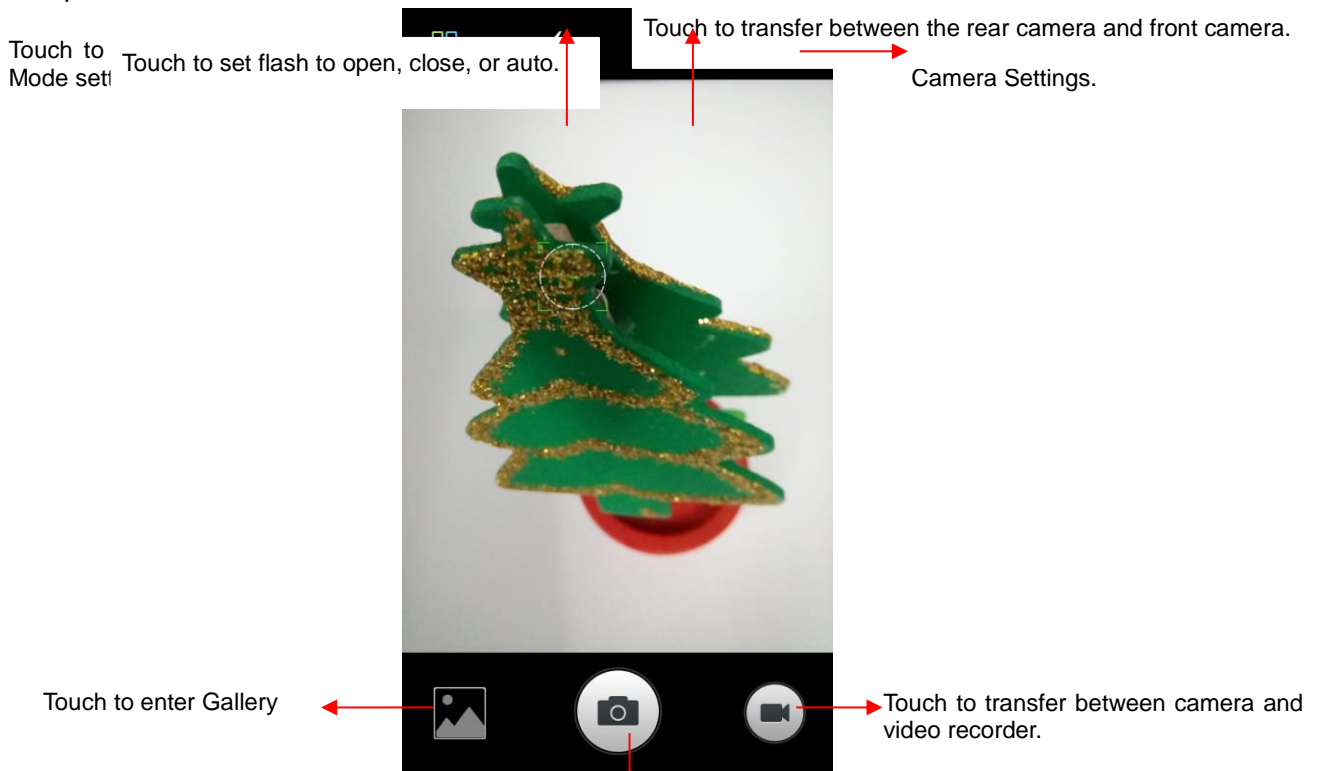 Touch to transfer between the rear camera and front camera.
Touch to
Mode set
Touch to set flash to open, close, or auto.
Camera Settings.
Touch to enter Gallery
Touch to transfer between camera and
video recorder.